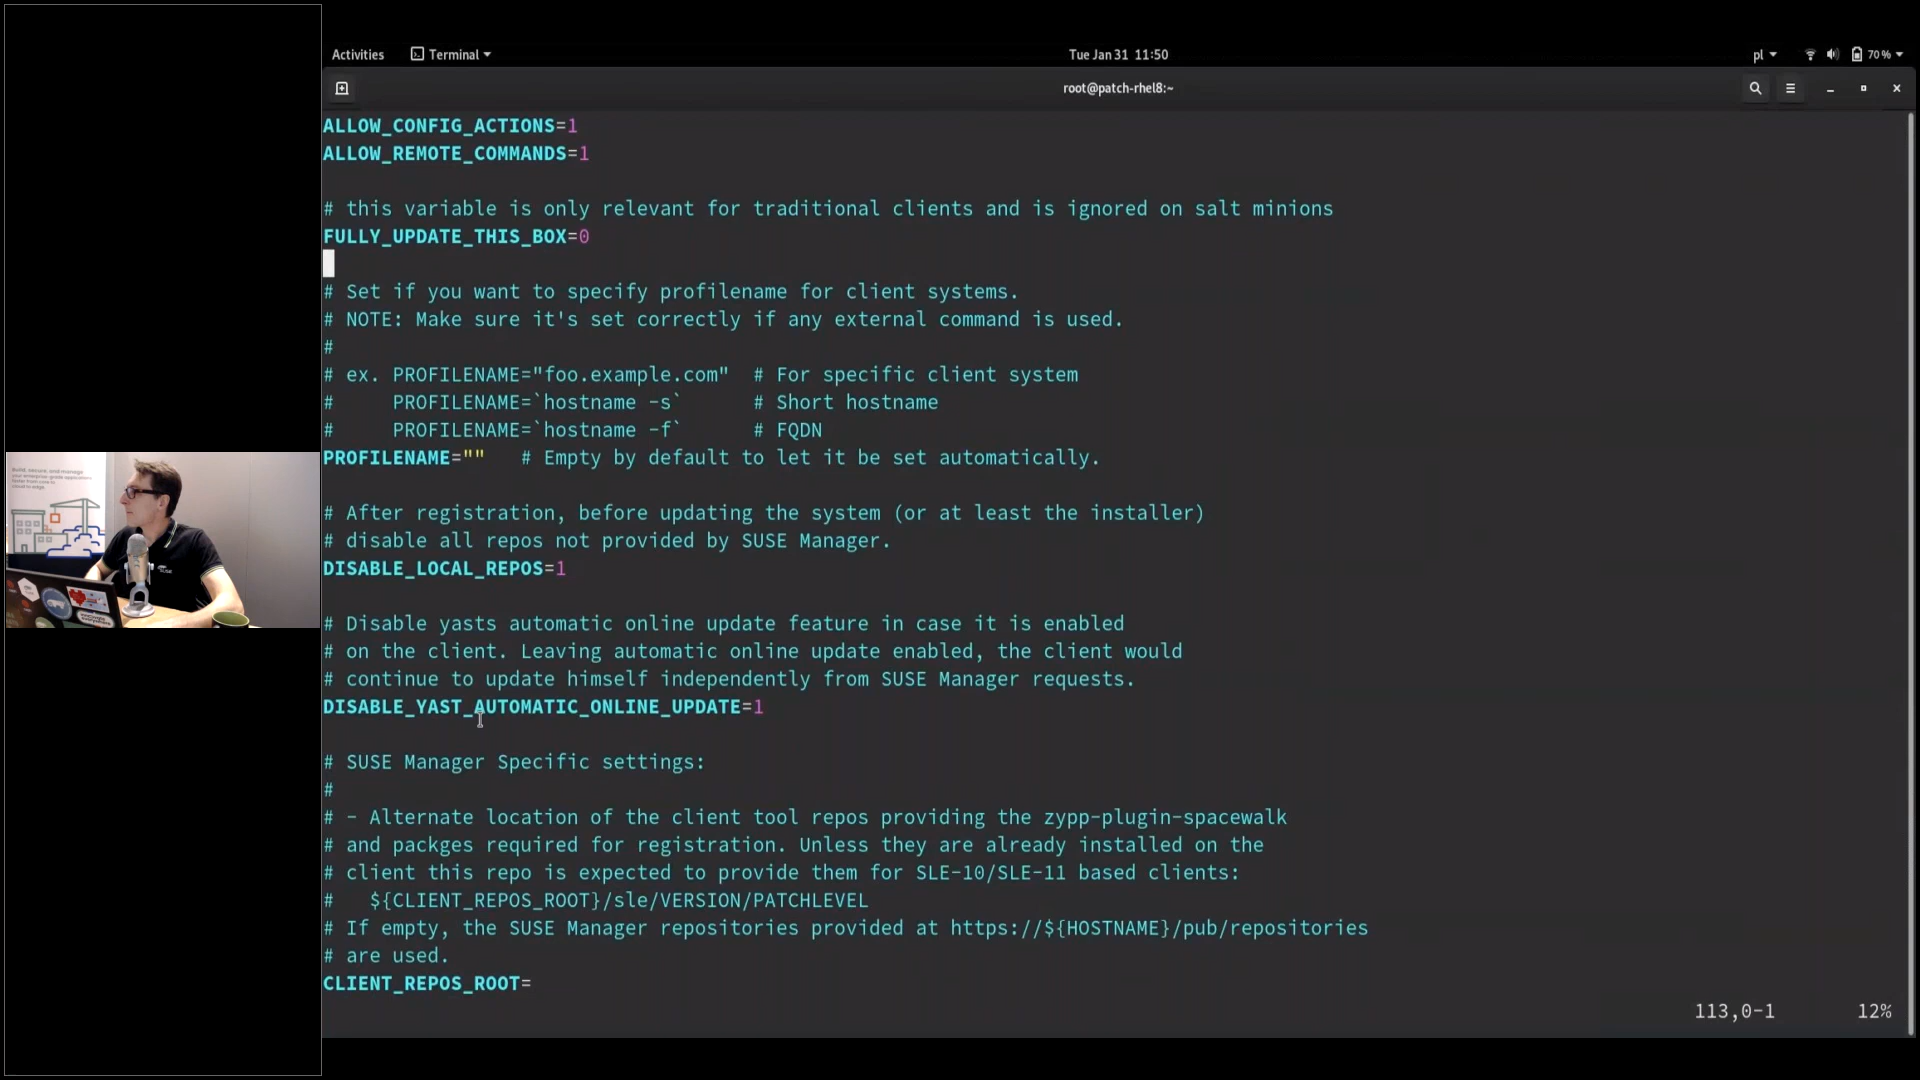 Activities
Terminal
Tue Jan 31 11:50
pl
70 %
root@patch-rhel8:~
ALLOW_CONFIG_ACTIONS=1
ALLOW_REMOTE_COMMANDS=1
# this variable is only relevant for traditional clients and is ignored on salt minions
FULLY_UPDATE_THIS_BOX=0
# Set if you want to specify profilename for client systems.
# NOTE: Make sure it's set correctly if any external command is used.
#
# ex. PROFILENAME="foo.example.com"  # For specific client system
#     PROFILENAME=`hostname -s`      # Short hostname
#     PROFILENAME=`hostname -f`      # FQDN
PROFILENAME=""   # Empty by default to let it be set automatically.
# After registration, before updating the system (or at least the installer)
# disable all repos not provided by SUSE Manager.
DISABLE_LOCAL_REPOS=1
# Disable yasts automatic online update feature in case it is enabled
# on the client. Leaving automatic online update enabled, the client would
# continue to update himself independently from SUSE Manager requests.
DISABLE_YAST_AUTOMATIC_ONLINE_UPDATE=1
# SUSE Manager Specific settings:
#
# - Alternate location of the client tool repos providing the zypp-plugin-spacewalk
# and packges required for registration. Unless they are already installed on the
# client this repo is expected to provide them for SLE-10/SLE-11 based clients:
#   ${CLIENT_REPOS_ROOT}/sle/VERSION/PATCHLEVEL
# If empty, the SUSE Manager repositories provided at https://${HOSTNAME}/pub/repositories
# are used.
CLIENT_REPOS_ROOT=
113,0-1
12%
Build, secure, and manage
your enterprise-grade applications
SUSE